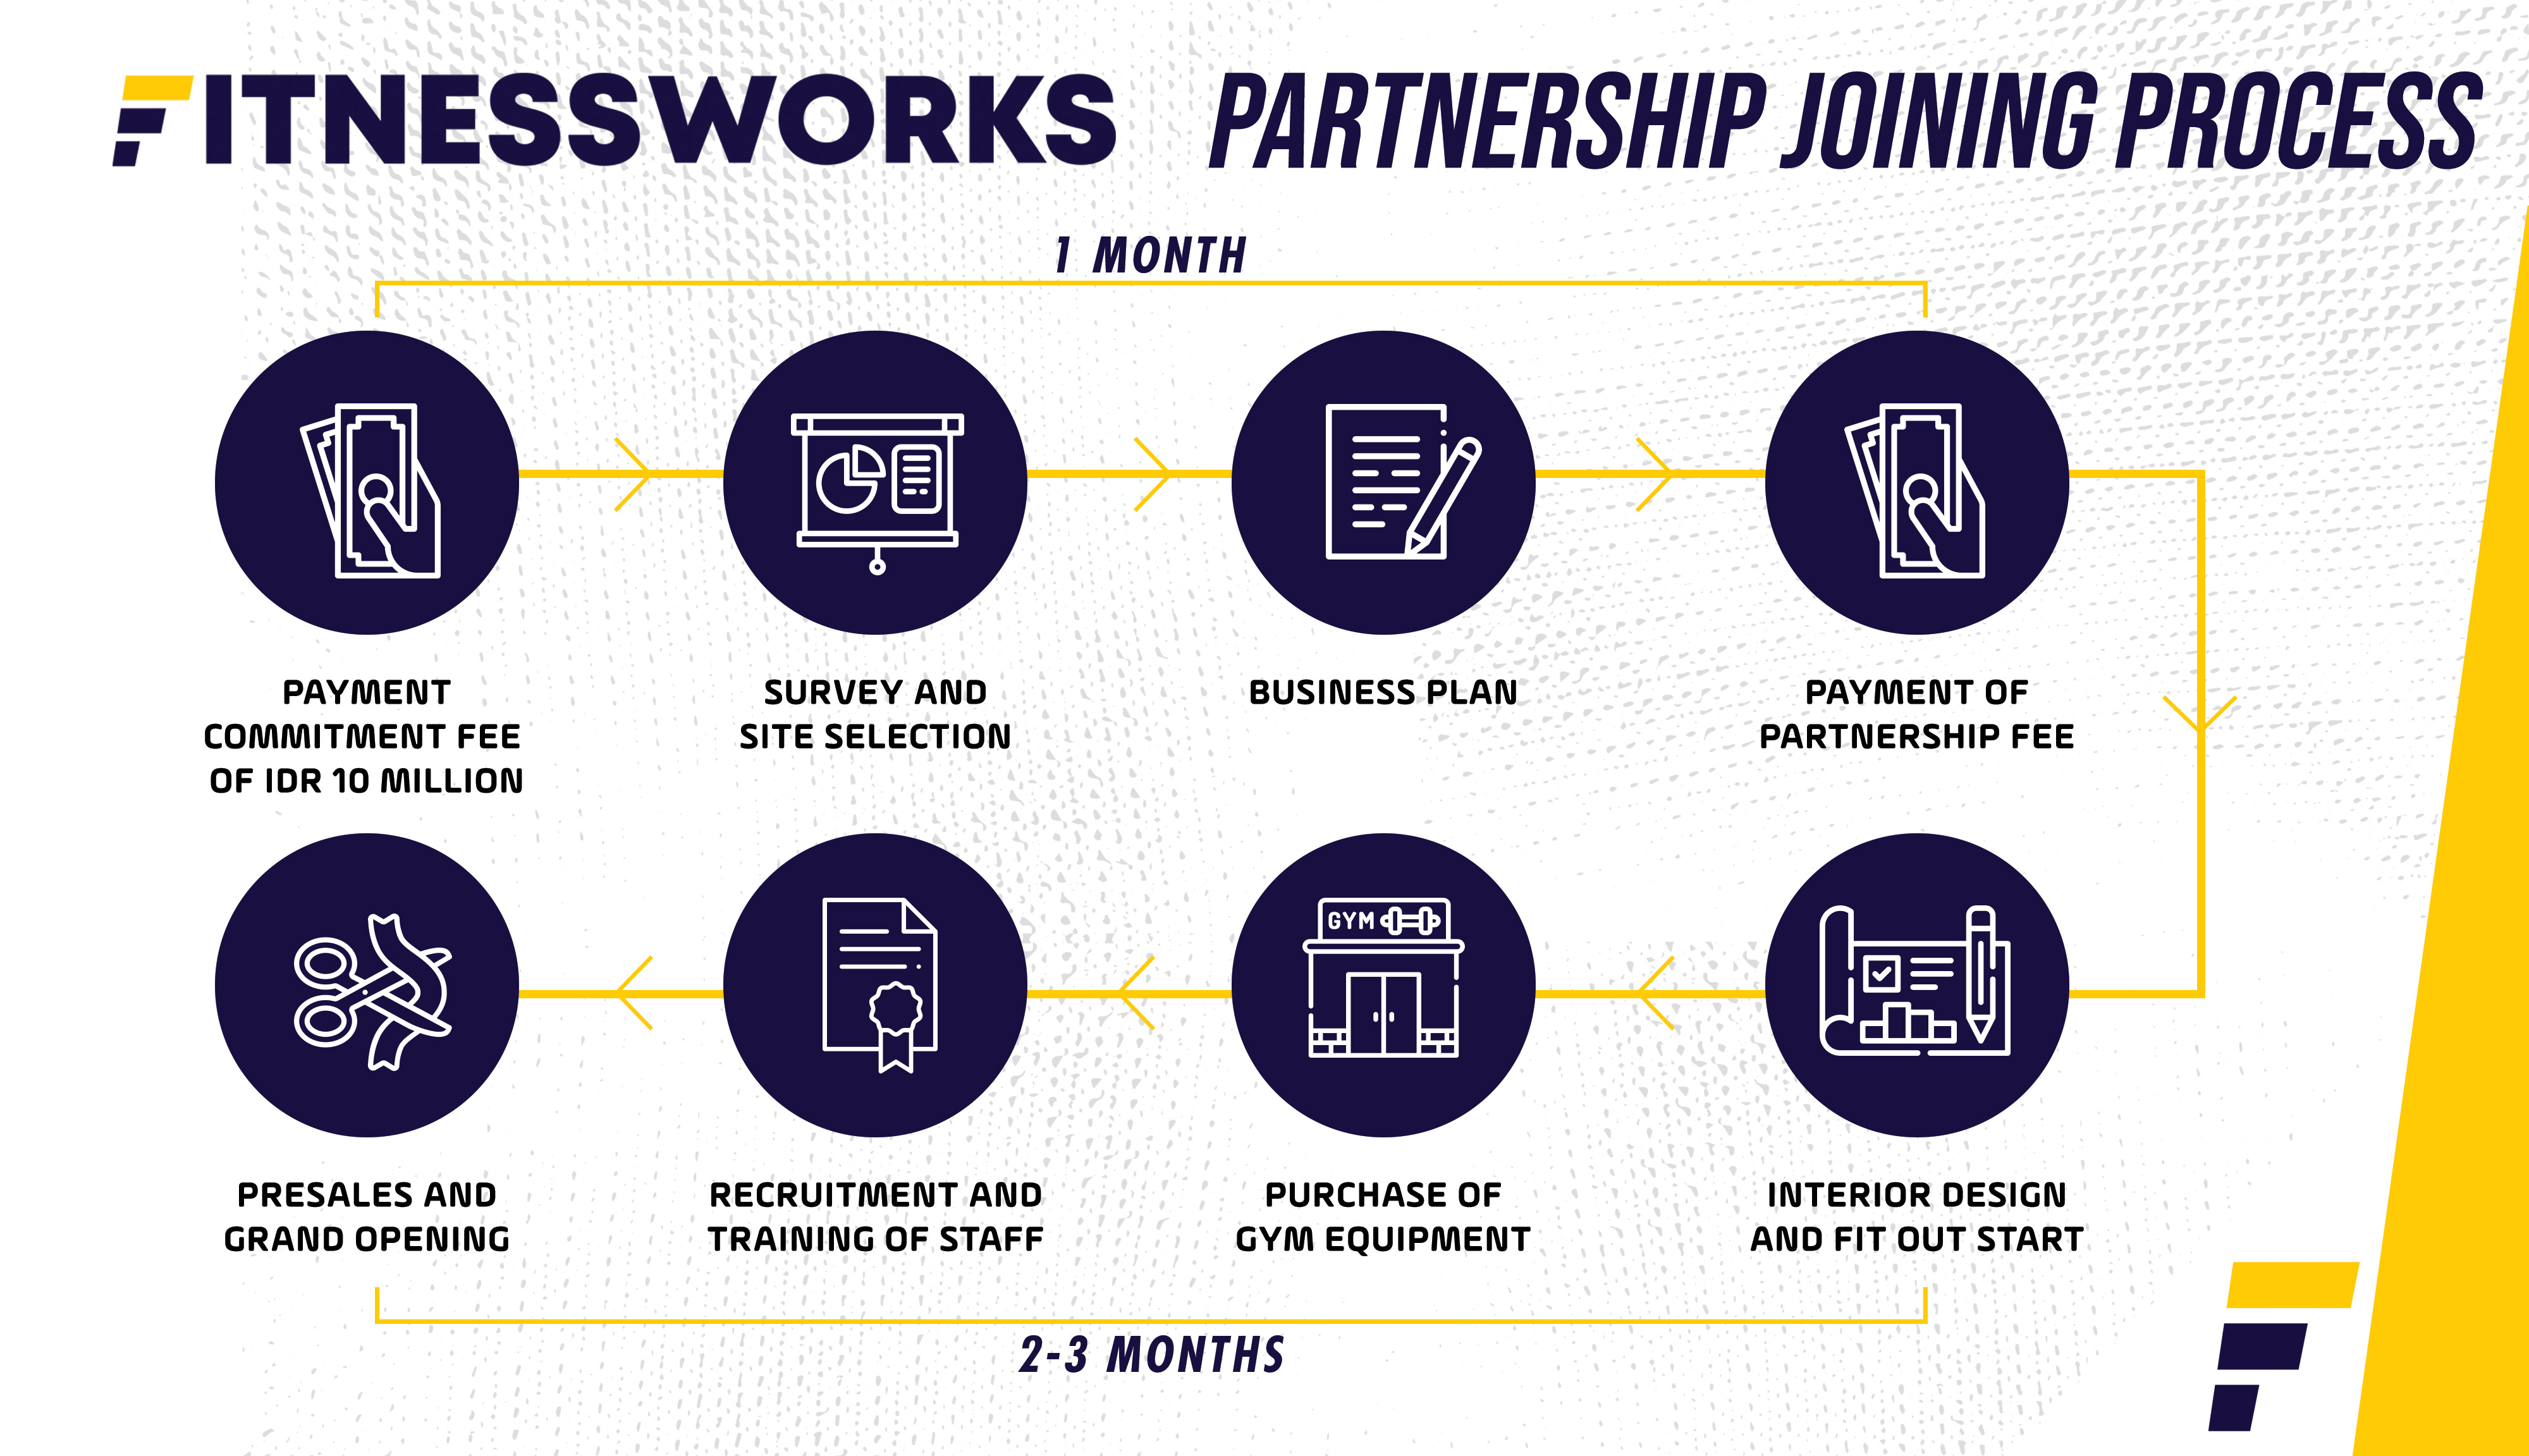 FITNESSWORKS PARTNERSHIP JOINING PROCESS
1 MONTH
PAYMENT
COMMITMENT FEE
OF IDR 10 MILLION
SURVEY AND
SITE SELECTION
BUSINESS PLAN
PAYMENT OF
PARTNERSHIP FEE
GYM
PRESALES AND
GRAND OPENING
RECRUITMENT AND
TRAINING OF STAFF
PURCHASE OF
GYM EQUIPMENT
INTERIOR DESIGN
AND FIT OUT START
2-3 MONTHS